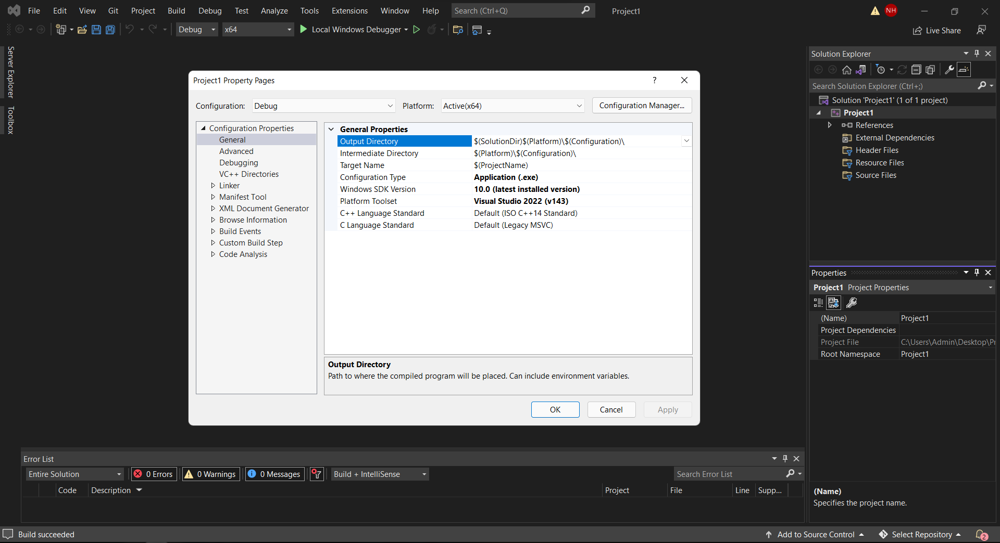 File Edit View Git Project Build Debug Test Analyze Tools Extensions Window Help Search (Ctrl+Q) Project1 NH
Debug x64 Local Windows Debugger Live Share
Server Explorer
Toolbox
Project1 Property Pages ?
Configuration: Debug Platform: Active(x64) Configuration Manager...
Configuration Properties
General
Advanced
Debugging
VC++ Directories
Linker
Manifest Tool
XML Document Generator
Browse Information
Build Events
Custom Build Step
Code Analysis
General Properties
Output Directory $(SolutionDir)$(Platform)\$(Configuration)\
Intermediate Directory $(Platform)\$(Configuration)\
Target Name $(ProjectName)
Configuration Type Application (.exe)
Windows SDK Version 10.0 (latest installed version)
Platform Toolset Visual Studio 2022 (v143)
C++ Language Standard Default (ISO C++14 Standard)
C Language Standard Default (Legacy MSVC)
Output Directory
Path to where the compiled program will be placed. Can include environment variables.
OK Cancel Apply
Solution Explorer
Search Solution Explorer (Ctrl+;)
Solution 'Project1' (1 of 1 project)
Project1
References
External Dependencies
Header Files
Resource Files
Source Files
Properties
Project1 Project Properties
(Name) Project1
Project Dependencies
Project File C:\Users\Admin\Desktop\Pr
Root Namespace Project1
(Name)
Specifies the project name.
Error List
Entire Solution 0 Errors 0 Warnings 0 Messages Build + IntelliSense Search Error List
Code Description Project File Line Supp...
Build succeeded Add to Source Control Select Repository 2